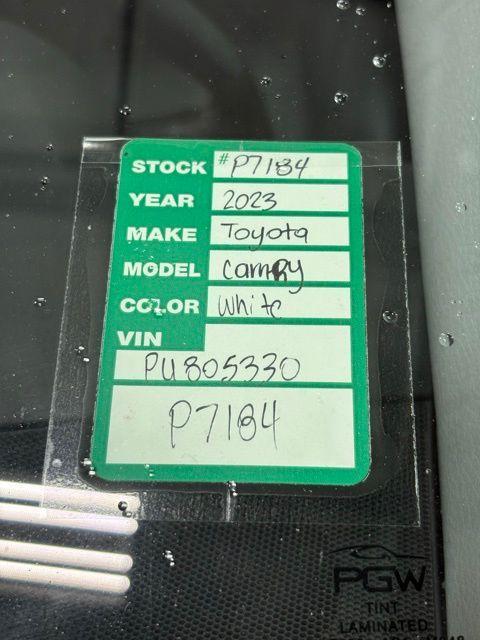 STOCK #P7184
YEAR 2023
MAKE Toyota
MODEL camRy
COLOR white
VIN
PU805330
P7184
PGW
TINT
LAMINATED